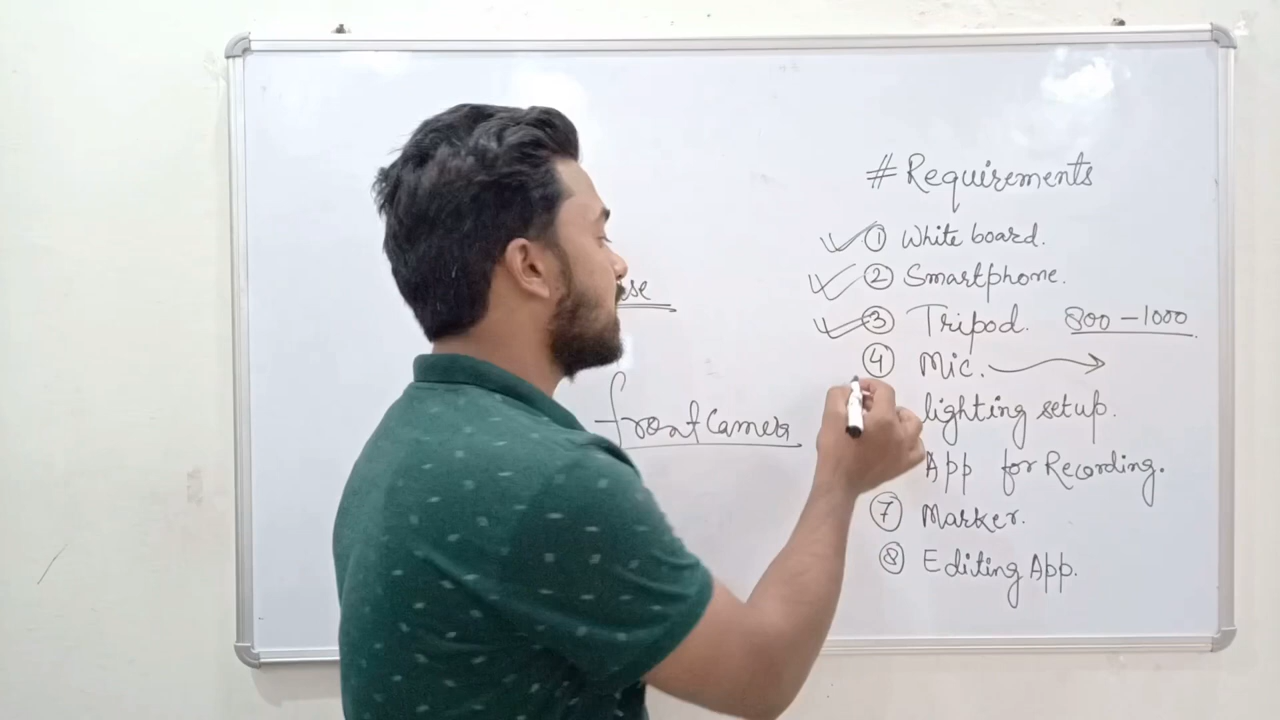 # Requirements
① White board.
② Smartphone.
③ Tripod. 800 - 1000
④ Mic.
lighting setup.
App for Recording.
⑦ Marker.
⑧ Editing App.
front Camera